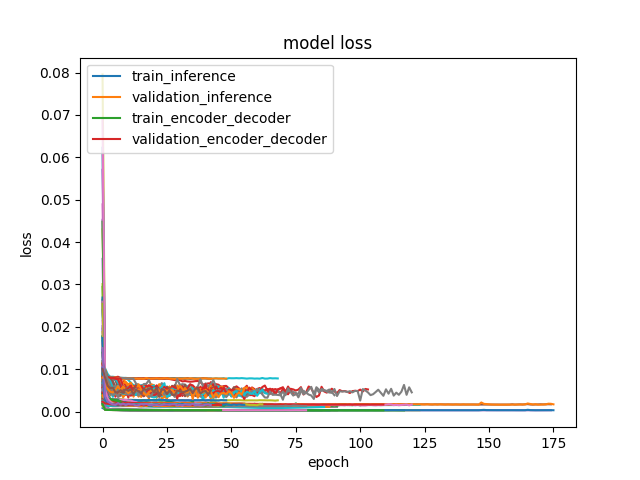 model loss
train_inference
validation_inference
train_encoder_decoder
validation_encoder_decoder
0.08
0.07
0.06
0.05
0.04
0.03
0.02
0.01
0.00
loss
0 25 50 75 100 125 150 175
epoch